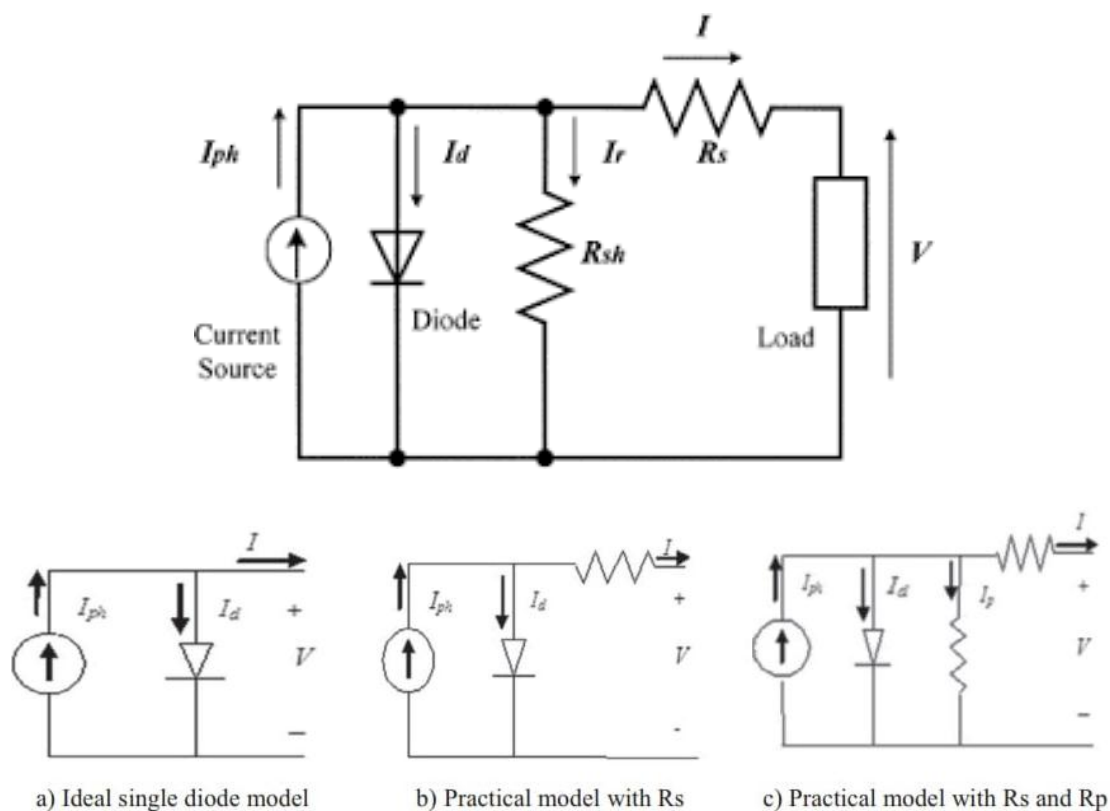 I
Iph
Id
Ir
Rs
Rsh
V
Diode
Current
Source
Load
I
Iph
Id
+
V
−
I
Iph
Id
+
V
-
I
Iph
Id
Ip
+
V
−
a) Ideal single diode model
b) Practical model with Rs
c) Practical model with Rs and Rp